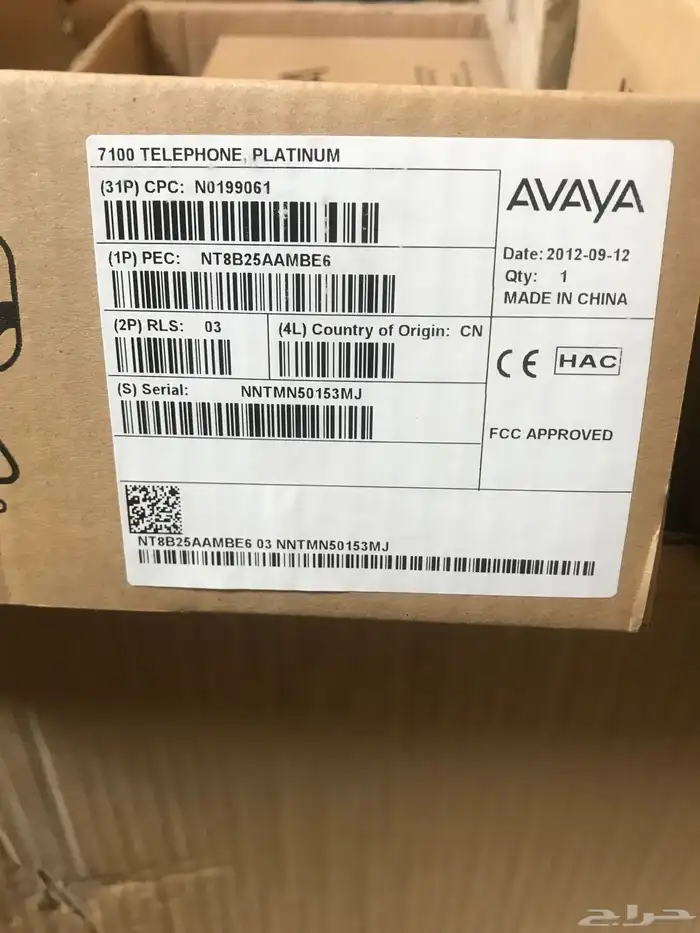 7100 TELEPHONE, PLATINUM
(31P) CPC: N0199061
(1P) PEC: NT8B25AAMBE6
(2P) RLS: 03
(4L) Country of Origin: CN
(S) Serial: NNTMN50153MJ
AVAYA
Date: 2012-09-12
Qty: 1
MADE IN CHINA
CE HAC
FCC APPROVED
NT8B25AAMBE6 03 NNTMN50153MJ
حراج